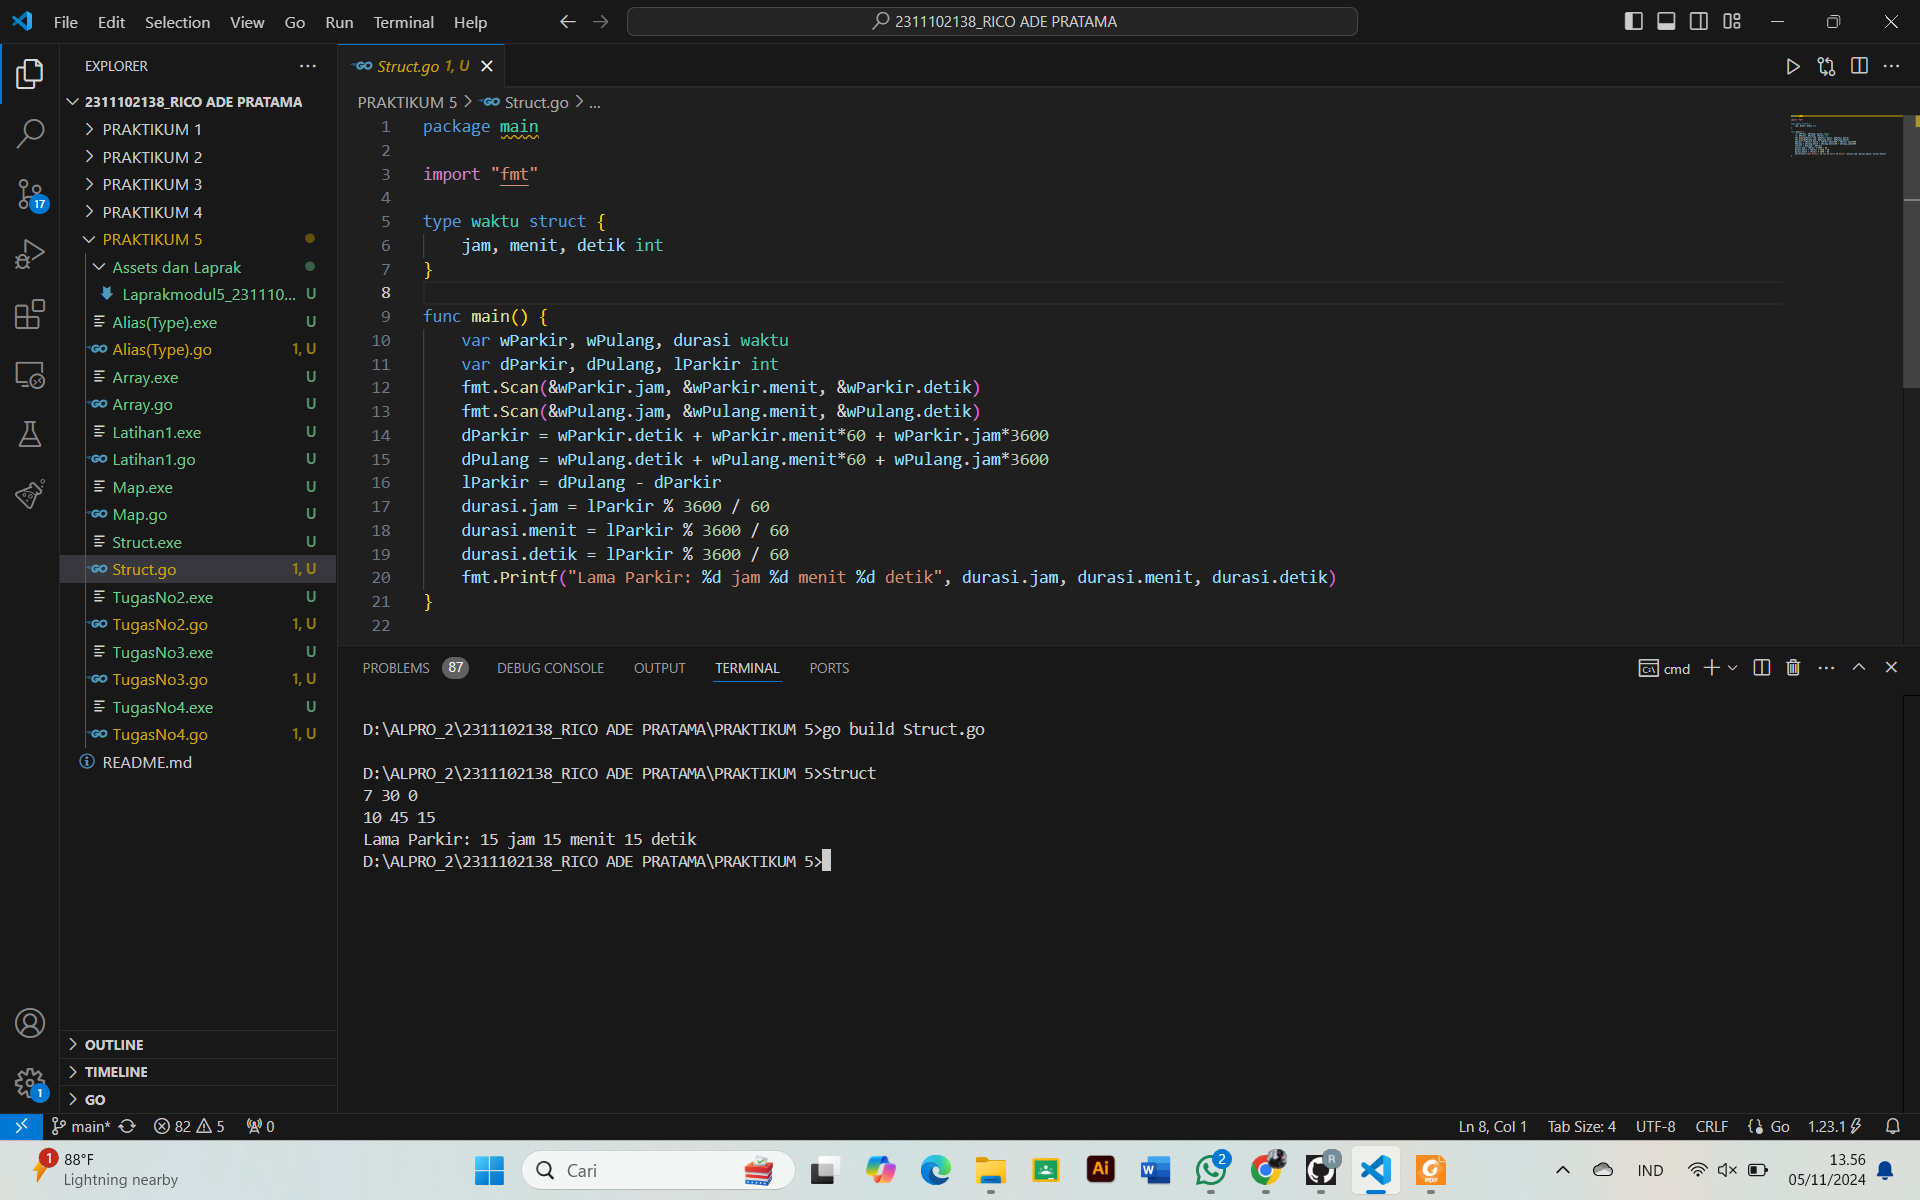 File Edit Selection View Go Run Terminal Help
2311102138_RICO ADE PRATAMA
EXPLORER
2311102138_RICO ADE PRATAMA
PRAKTIKUM 1
PRAKTIKUM 2
PRAKTIKUM 3
PRAKTIKUM 4
PRAKTIKUM 5
Assets dan Laprak
Laprakmodul5_231110... U
Alias(Type).exe U
Alias(Type).go 1, U
Array.exe U
Array.go U
Latihan1.exe U
Latihan1.go U
Map.exe U
Map.go U
Struct.exe U
Struct.go 1, U
TugasNo2.exe U
TugasNo2.go 1, U
TugasNo3.exe U
TugasNo3.go 1, U
TugasNo4.exe U
TugasNo4.go 1, U
README.md
OUTLINE
TIMELINE
GO
17
1
GO Struct.go 1, U
PRAKTIKUM 5 > GO Struct.go > ...
1 package main
2
3 import "fmt"
4
5 type waktu struct {
6 jam, menit, detik int
7 }
8
9 func main() {
10 var wParkir, wPulang, durasi waktu
11 var dParkir, dPulang, lParkir int
12 fmt.Scan(&wParkir.jam, &wParkir.menit, &wParkir.detik)
13 fmt.Scan(&wPulang.jam, &wPulang.menit, &wPulang.detik)
14 dParkir = wParkir.detik + wParkir.menit*60 + wParkir.jam*3600
15 dPulang = wPulang.detik + wPulang.menit*60 + wPulang.jam*3600
16 lParkir = dPulang - dParkir
17 durasi.jam = lParkir % 3600 / 60
18 durasi.menit = lParkir % 3600 / 60
19 durasi.detik = lParkir % 3600 / 60
20 fmt.Printf("Lama Parkir: %d jam %d menit %d detik", durasi.jam, durasi.menit, durasi.detik)
21 }
22
PROBLEMS 87 DEBUG CONSOLE OUTPUT TERMINAL PORTS
cmd
D:\ALPRO_2\2311102138_RICO ADE PRATAMA\PRAKTIKUM 5>go build Struct.go
D:\ALPRO_2\2311102138_RICO ADE PRATAMA\PRAKTIKUM 5>Struct
7 30 0
10 45 15
Lama Parkir: 15 jam 15 menit 15 detik
D:\ALPRO_2\2311102138_RICO ADE PRATAMA\PRAKTIKUM 5>
main* 82 5 0
Ln 8, Col 1 Tab Size: 4 UTF-8 CRLF Go 1.23.1
1
88°F
Lightning nearby
Cari
Ai
W
2
R
PDF
IND
13.56
05/11/2024